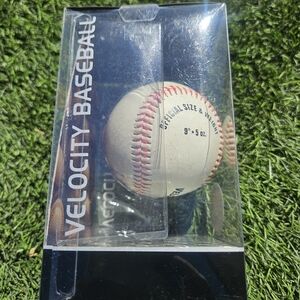 VELOCITY BASEBALL
OFFICIAL SIZE & WEIGHT
9" • 5 oz.